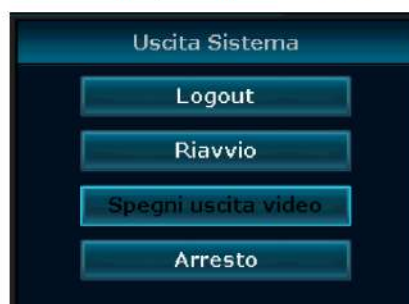 Uscita Sistema
Logout
Riavvio
Spegni uscita video
Arresto